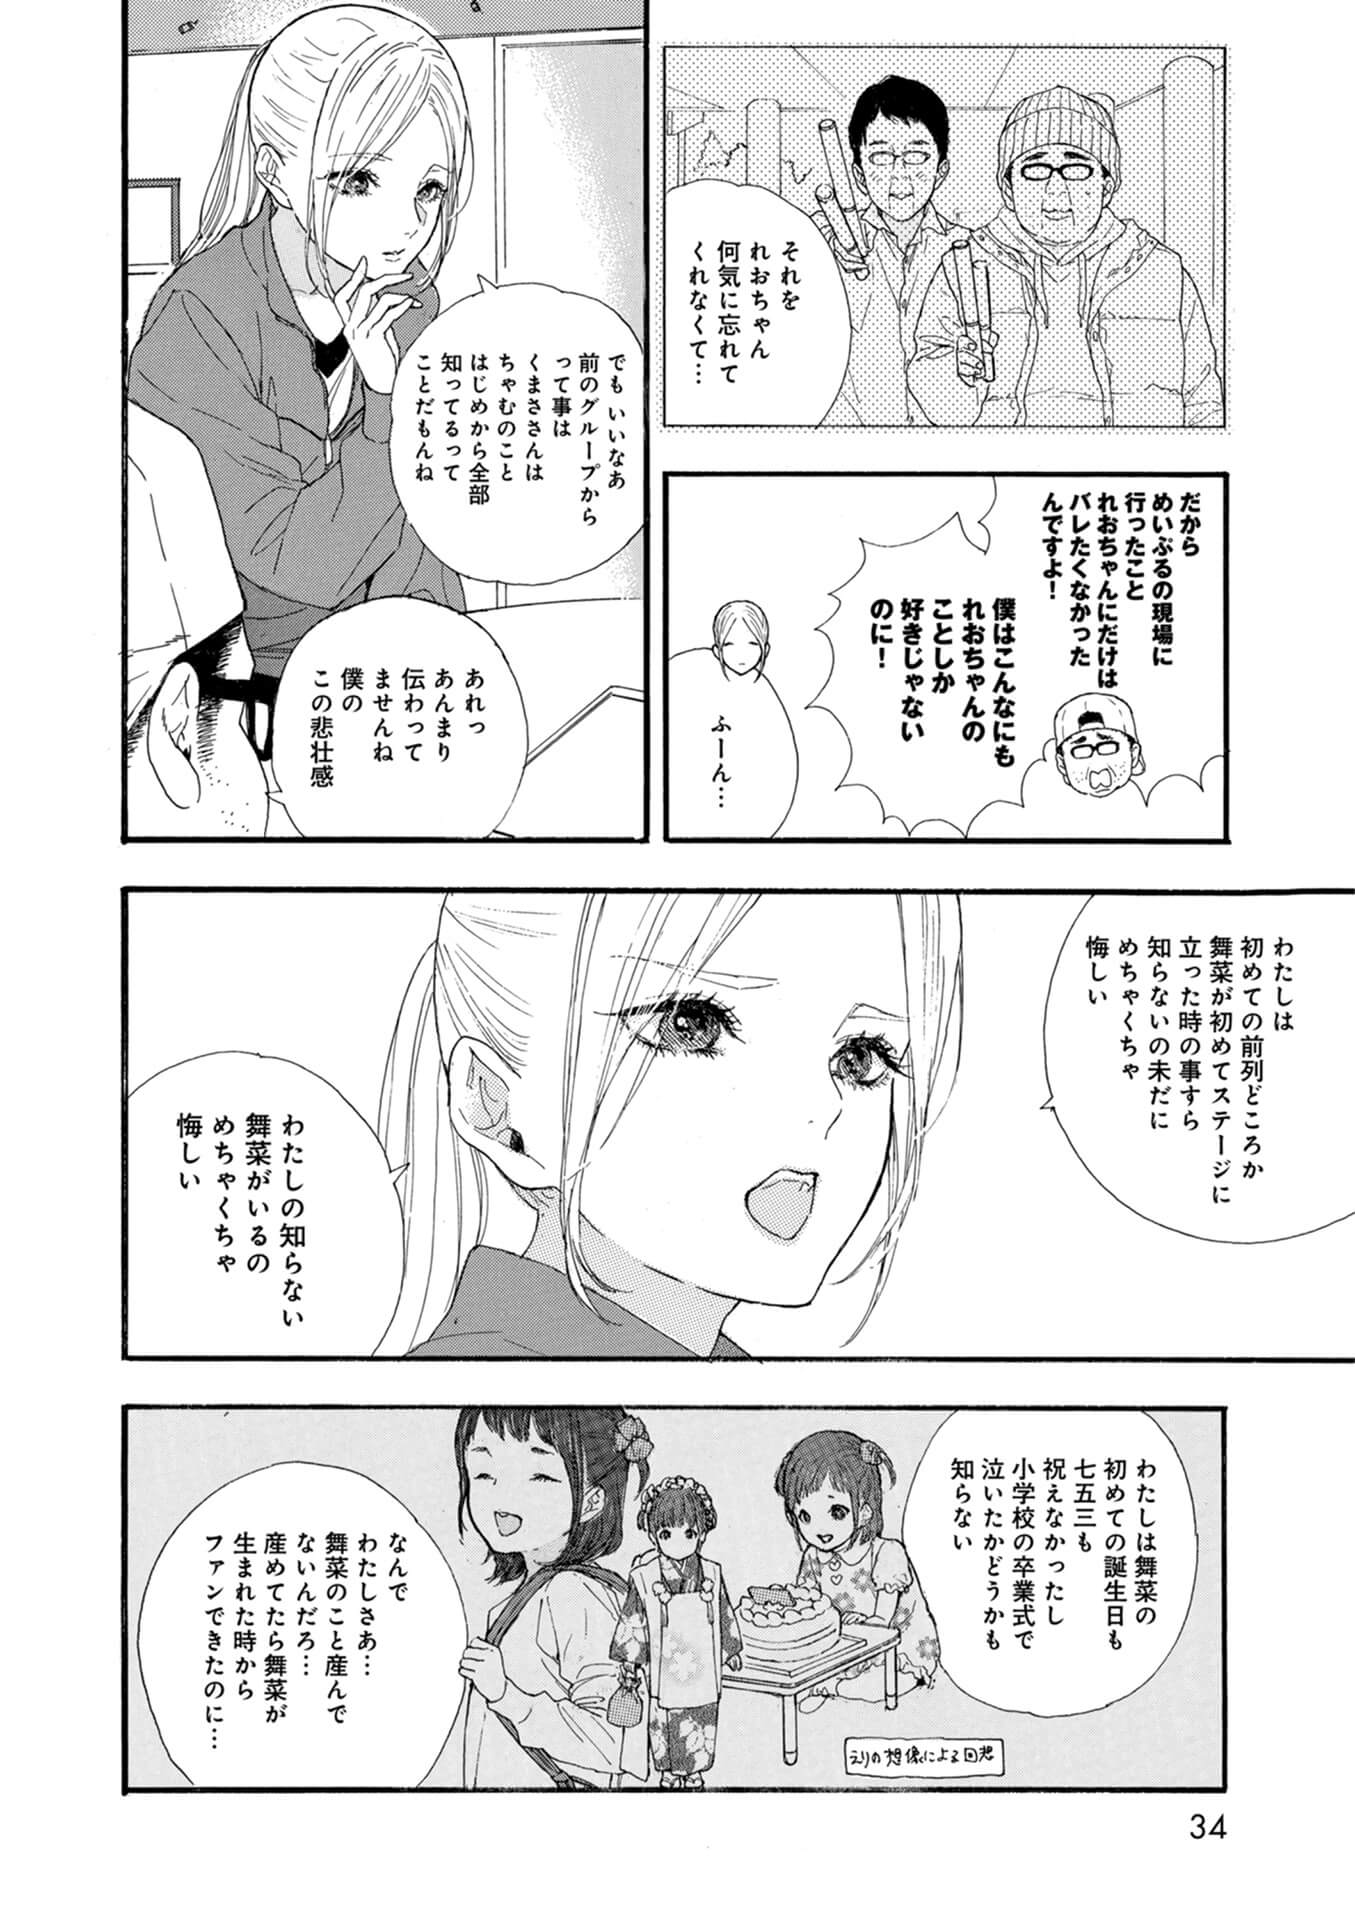 それを
れおちゃん
何気に忘れて
くれなくて…
だから
めいぷるの現場に
行ったこと
れおちゃんにだけは
バレたくなかった
んですよ！
僕はこんなにも
れおちゃんの
ことしか
好きじゃない
のに！
ふーん…
でもいいなあ
前のグループから
って事は
くまささんは
ちゃむのこと
はじめから全部
知ってるって
ことだもんね
あれっ
あんまり
伝わって
ませんね
僕の
この悲壮感
わたしは
初めての前列どころか
舞菜が初めてステージに
立った時の事すら
知らないの未だに
めちゃくちゃ
悔しい
わたしの知らない
舞菜がいるの
めちゃくちゃ
悔しい
わたしは舞菜の
初めての誕生日も
七五三も
祝えなかったし
小学校の卒業式で
泣いたかどうかも
知らない
えりの想像による回想
なんで
わたしさあ…
舞菜のこと産んで
ないんだろ…
産めてたら舞菜が
生まれた時から
ファンできたのに…
34